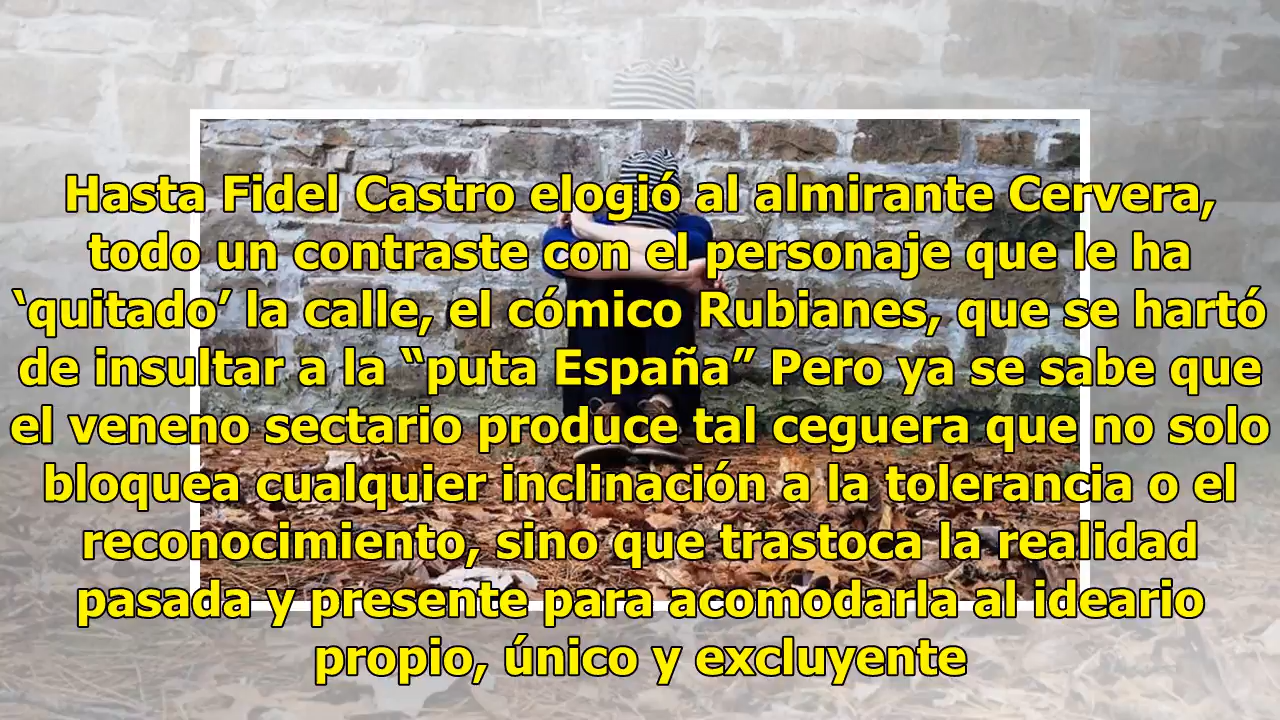 Hasta Fidel Castro elogió al almirante Cervera,
todo un contraste con el personaje que le ha
‘quitado’ la calle, el cómico Rubianes, que se hartó
de insultar a la “puta España” Pero ya se sabe que
el veneno sectario produce tal ceguera que no solo
bloquea cualquier inclinación a la tolerancia o el
reconocimiento, sino que trastoca la realidad
pasada y presente para acomodarla al ideario
propio, único y excluyente